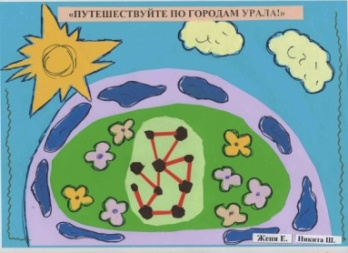 «ПУТЕШЕСТВУЙТЕ ПО ГОРОДАМ УРАЛА!»
Женя Е. Никита Ш.